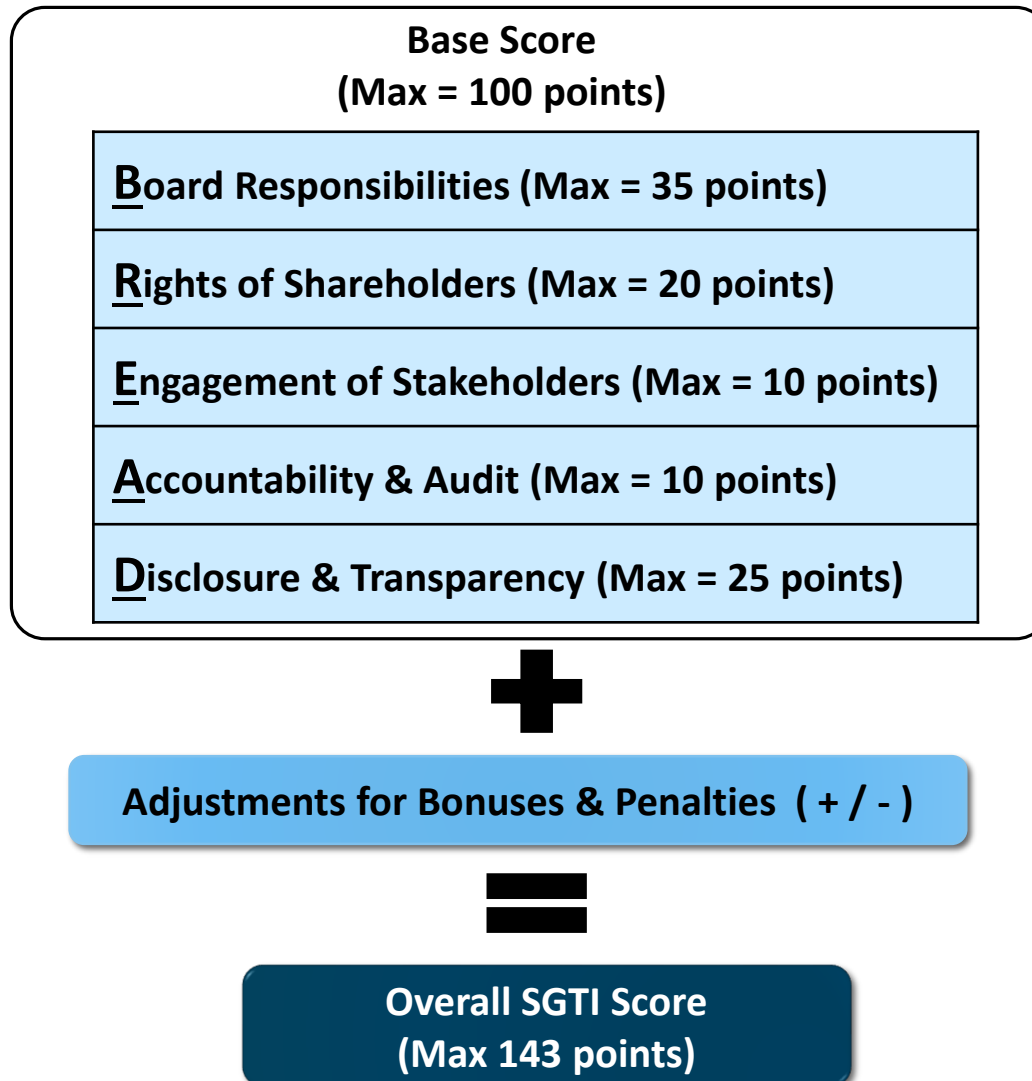 Base Score
(Max = 100 points)
Board Responsibilities (Max = 35 points)
Rights of Shareholders (Max = 20 points)
Engagement of Stakeholders (Max = 10 points)
Accountability & Audit (Max = 10 points)
Disclosure & Transparency (Max = 25 points)
+
Adjustments for Bonuses & Penalties ( + / - )
=
Overall SGTI Score
(Max 143 points)